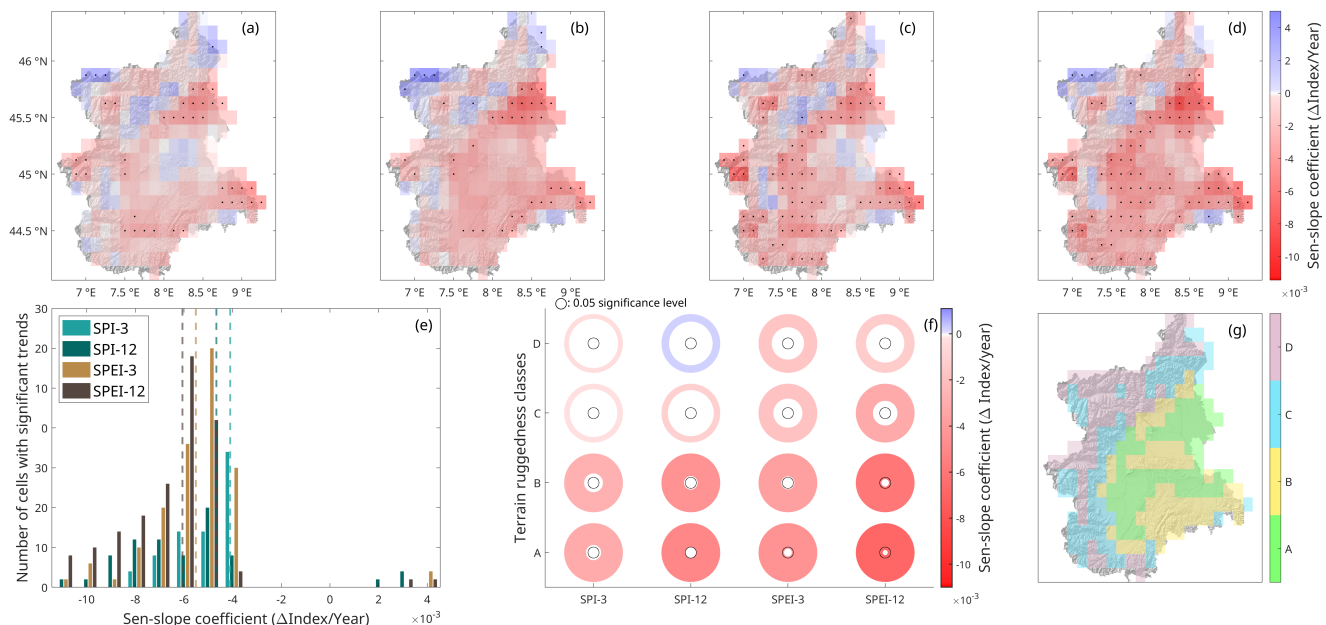 (a)
(b)
(c)
(d)
46 °N
45.5 °N
45 °N
44.5 °N
7 °E 7.5 °E 8 °E 8.5 °E 9 °E
7 °E 7.5 °E 8 °E 8.5 °E 9 °E
7 °E 7.5 °E 8 °E 8.5 °E 9 °E
7 °E 7.5 °E 8 °E 8.5 °E 9 °E
4
2
0
-2
-4
-6
-8
-10
×10⁻³
Sen-slope coefficient (ΔIndex/Year)
(e)
SPI-3
SPI-12
SPEI-3
SPEI-12
30
20
10
0
30
20
10
0
Number of cells with significant trends
-10 -8 -6 -4 -2 0 2 4
×10⁻³
Sen-slope coefficient (ΔIndex/Year)
: 0.05 significance level
(f)
D
C
B
A
Terrain ruggedness classes
SPI-3 SPI-12 SPEI-3 SPEI-12
0
-2
-4
-6
-8
-10
×10⁻³
Sen-slope coefficient (Δ Index/year)
(g)
D
C
B
A